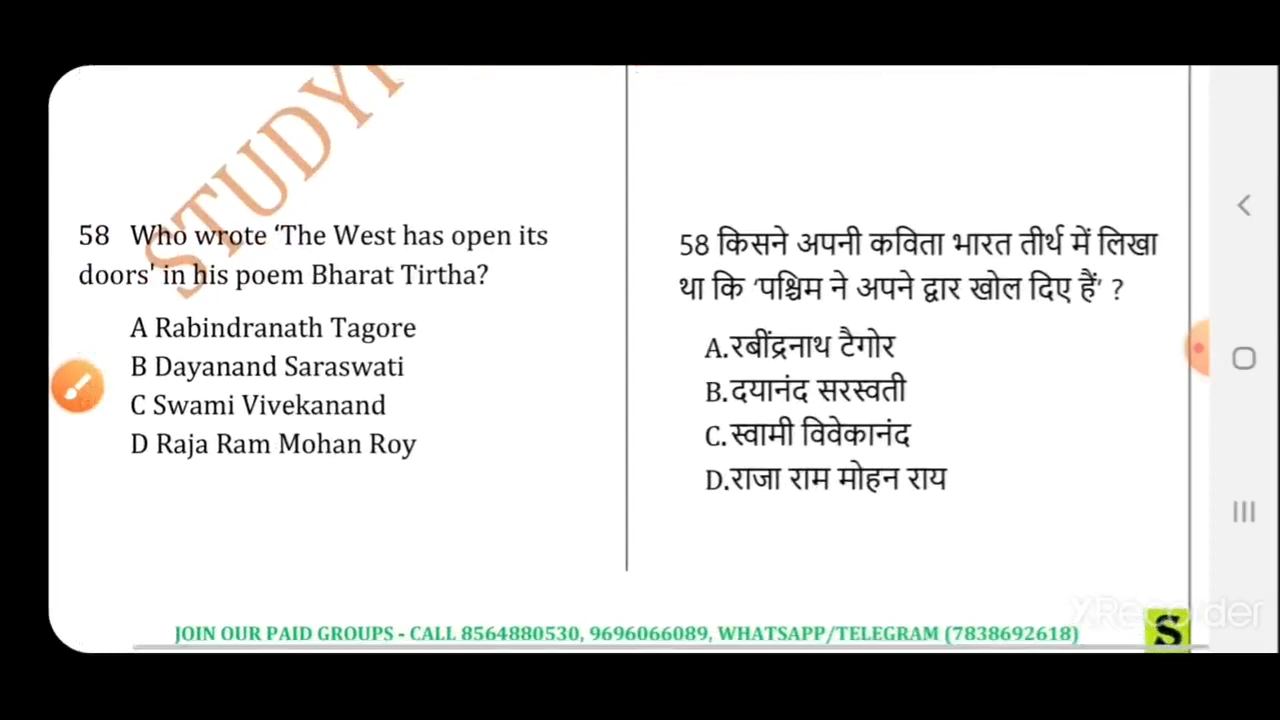 STUDY
58 Who wrote ‘The West has open its
doors' in his poem Bharat Tirtha?
A Rabindranath Tagore
B Dayanand Saraswati
C Swami Vivekanand
D Raja Ram Mohan Roy
58 किसने अपनी कविता भारत तीर्थ में लिखा
था कि ‘पश्चिम ने अपने द्वार खोल दिए हैं’ ?
A.रबींद्रनाथ टैगोर
B.दयानंद सरस्वती
C.स्वामी विवेकानंद
D.राजा राम मोहन राय
JOIN OUR PAID GROUPS - CALL 8564880530, 9696066089, WHATSAPP/TELEGRAM (7838692618)
XRecorder
S